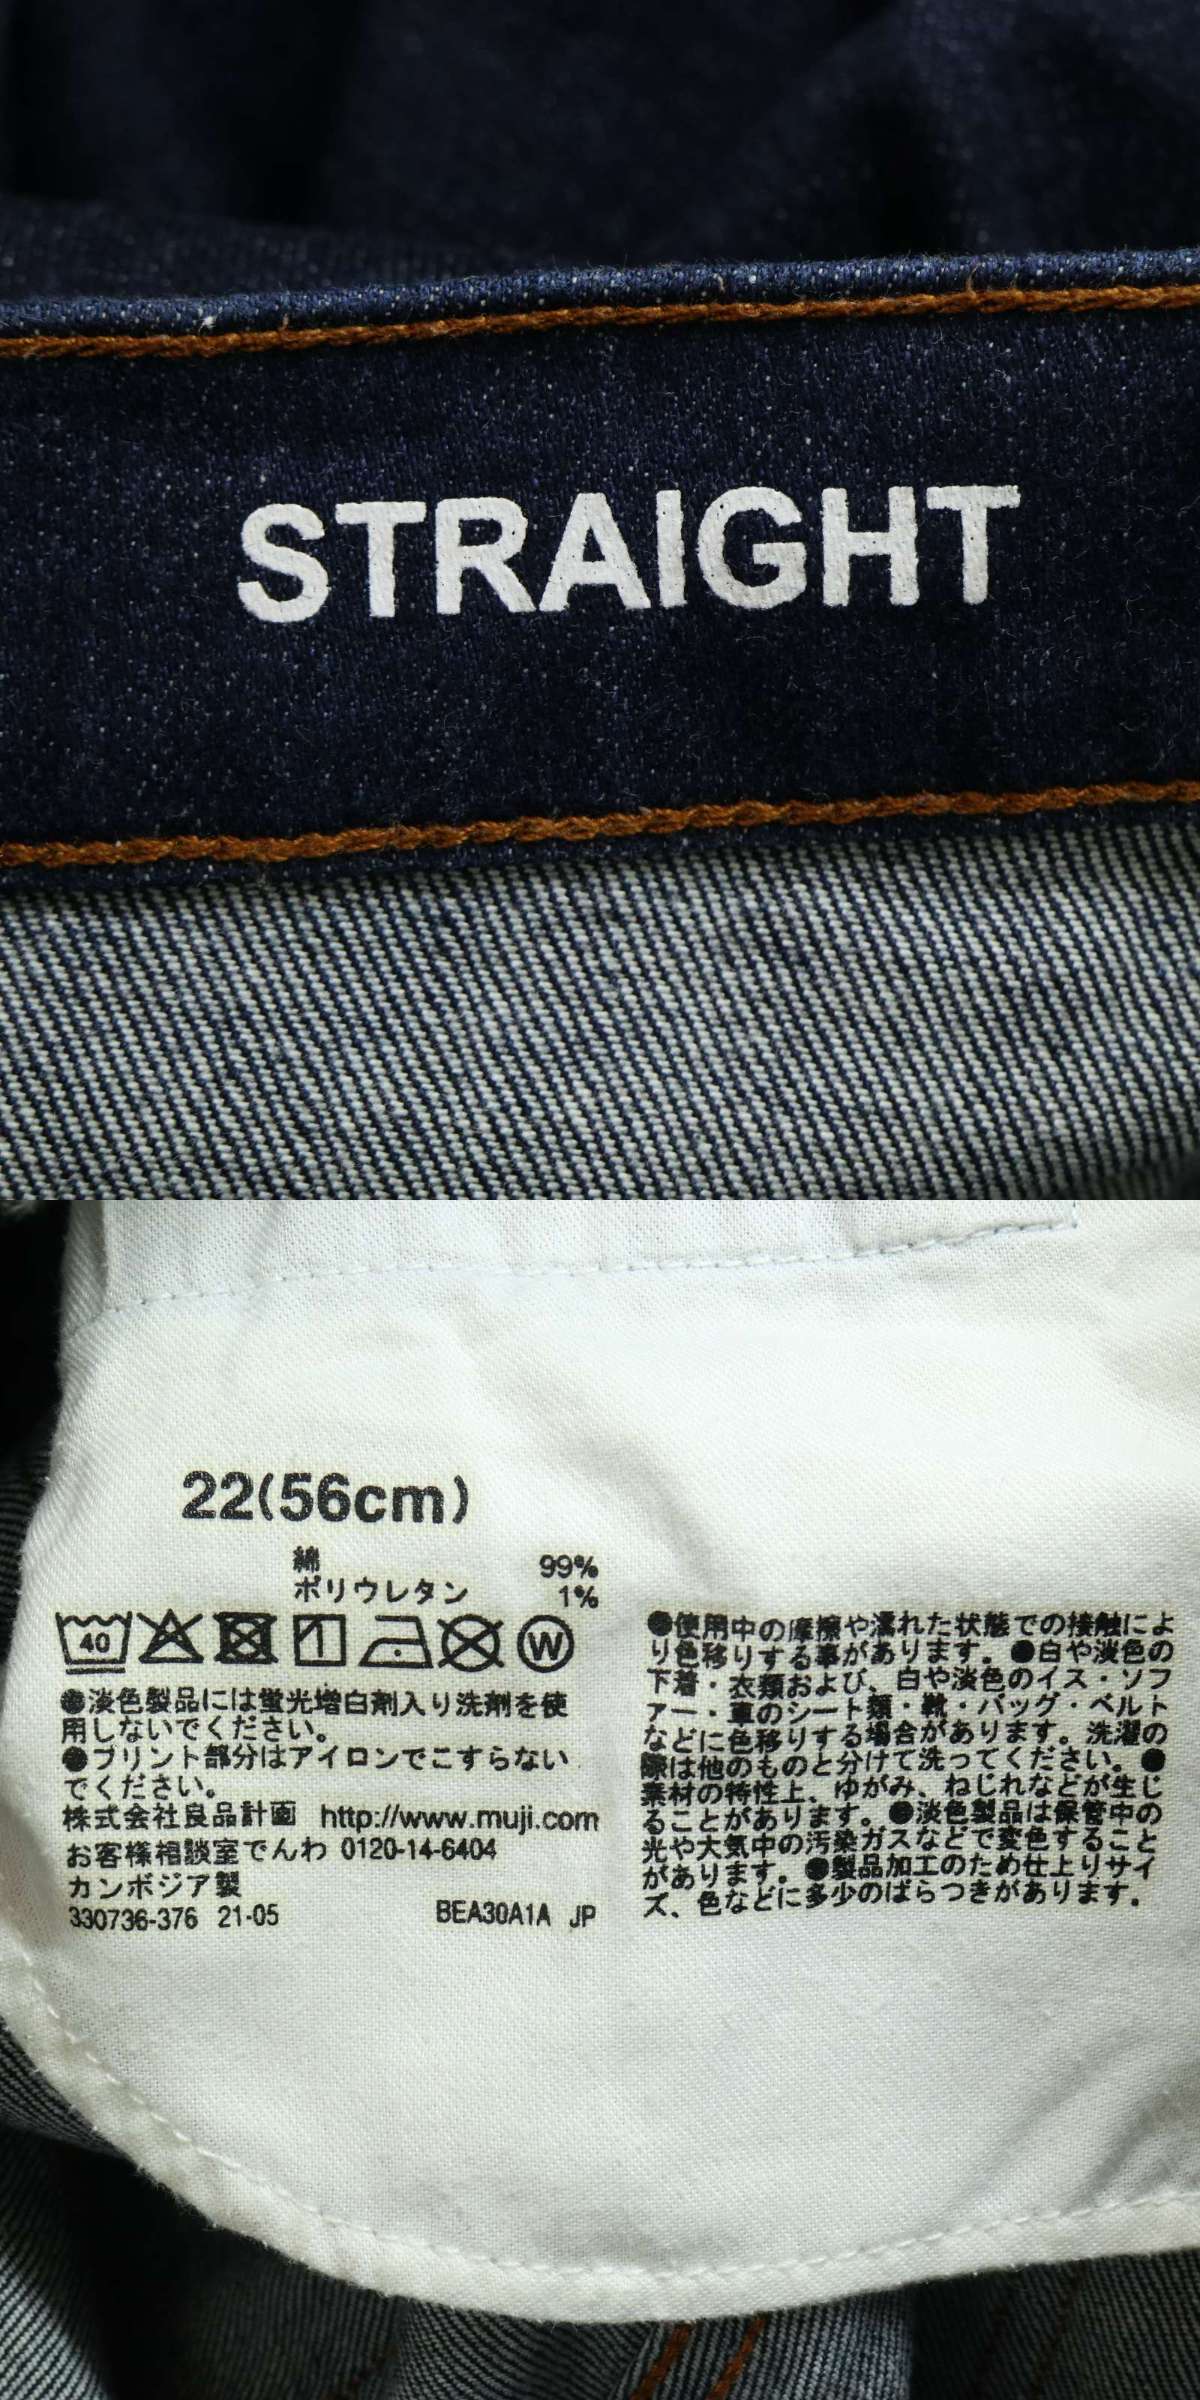 STRAIGHT
22(56cm)
綿 99%
ポリウレタン 1%
40 W
●淡色製品には蛍光増白剤入り洗剤を使
用しないでください。
●プリント部分はアイロンでこすらない
でください。
株式会社良品計画 http://www.muji.com
お客様相談室でんわ 0120-14-6404
カンボジア製
330736-376 21-05 BEA30A1A JP
●使用中の摩擦や濡れた状態での接触によ
り色移りする事があります。●白や淡色の
下着・衣類および、白や淡色のイス・ソフ
ァー・車のシート類・靴・バッグ・ベルト
などに色移りする場合があります。洗濯の
際は他のものと分けて洗ってください。●
素材の特性上、ゆがみ、ねじれなどが生じ
ることがあります。●淡色製品は保管中の
光や大気中の汚染ガスなどで変色すること
があります。●製品加工のため仕上りサイ
ズ、色などに多少のばらつきがあります。